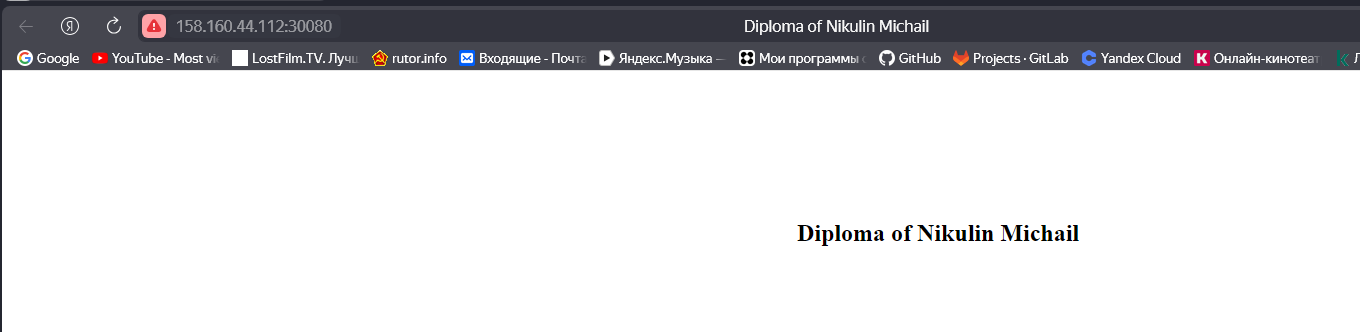 158.160.44.112:30080 Diploma of Nikulin Michail
Google YouTube - Most vi LostFilm.TV. Лучш rutor.info Входящие - Почта Яндекс.Музыка — Мои программы GitHub Projects · GitLab Yandex Cloud Онлайн-кинотеат
Diploma of Nikulin Michail